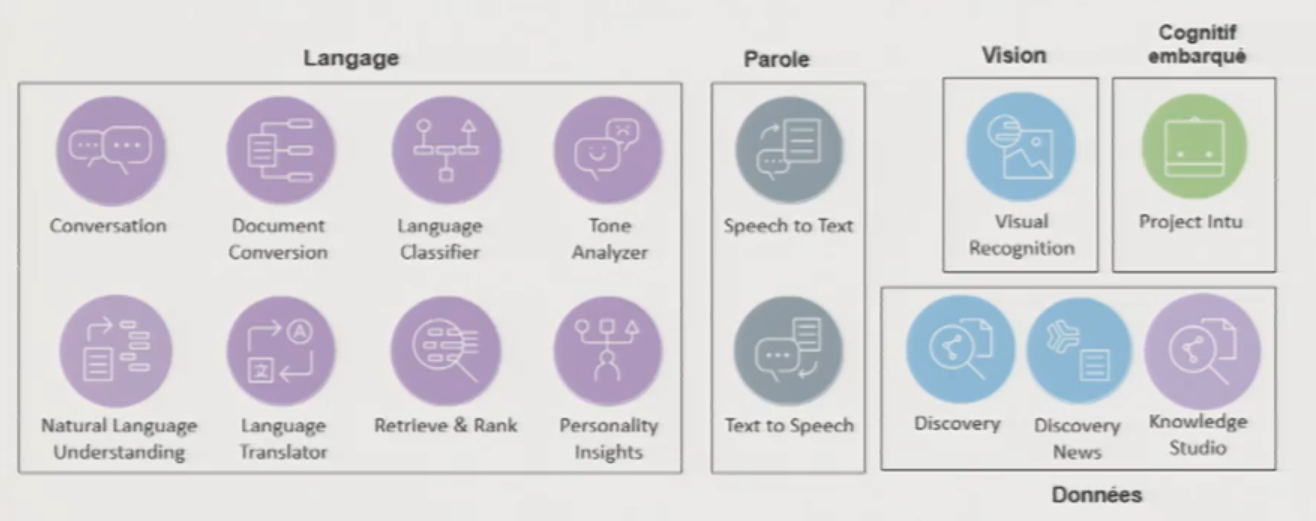 Langage
Conversation
Document
Conversion
Language
Classifier
Tone
Analyzer
Natural Language
Understanding
Language
Translator
Retrieve & Rank
Personality
Insights
Parole
Speech to Text
Text to Speech
Vision
Visual
Recognition
Cognitif
embarqué
Project Intu
Discovery
Discovery
News
Knowledge
Studio
Données